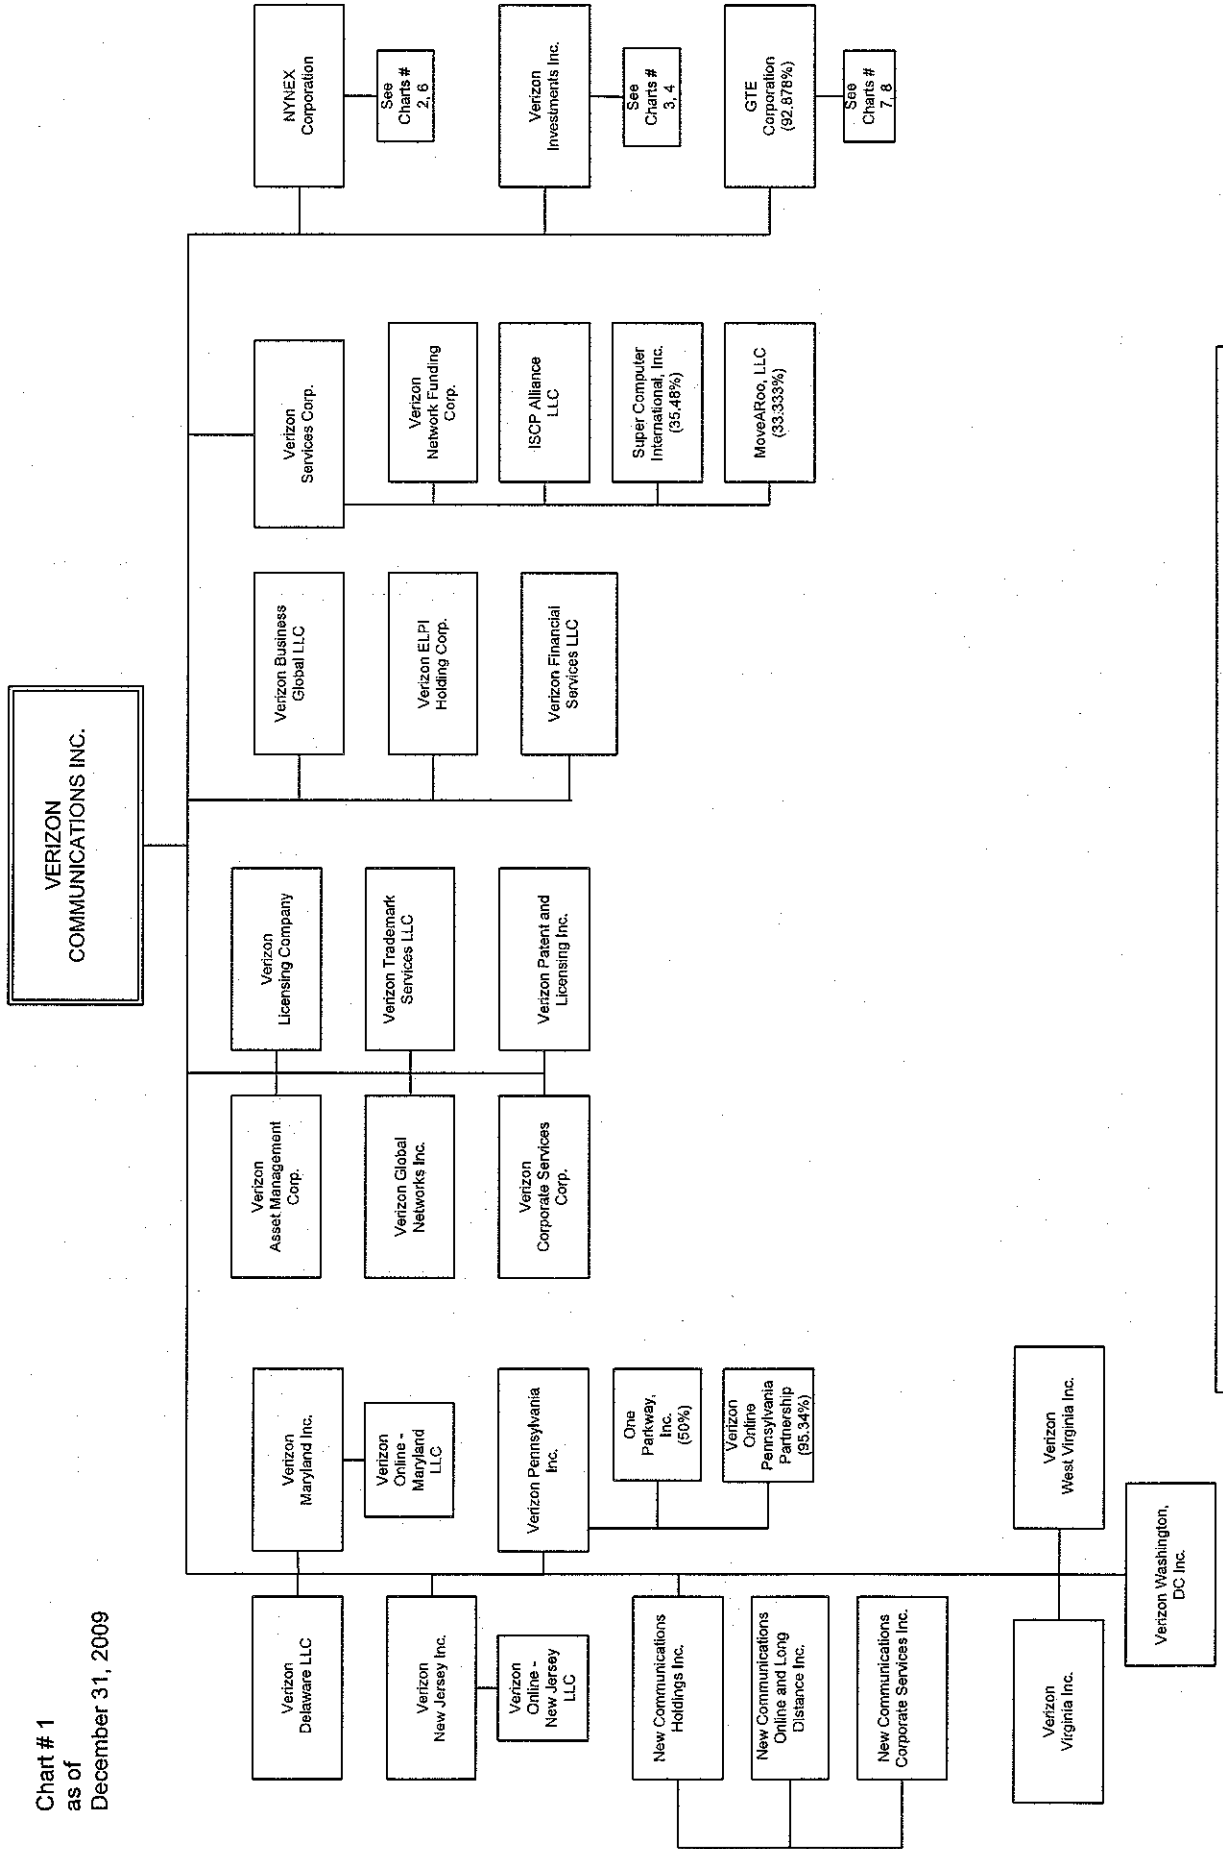 Chart # 1
as of
December 31, 2009
VERIZON
COMMUNICATIONS INC.
Verizon
Delaware LLC
Verizon
Maryland Inc.
Verizon
Online -
Maryland
LLC
Verizon
New Jersey Inc.
Verizon
Online -
New Jersey
LLC
Verizon Pennsylvania
Inc.
One
Parkway,
Inc.
(50%)
Verizon
Online
Pennsylvania
Partnership
(95.34%)
New Communications
Holdings Inc.
New Communications
Online and Long
Distance Inc.
New Communications
Corporate Services Inc.
Verizon
Virginia Inc.
Verizon
West Virginia Inc.
Verizon Washington,
DC Inc.
Verizon
Asset Management
Corp.
Verizon
Licensing Company
Verizon Global
Networks Inc.
Verizon Trademark
Services LLC
Verizon
Corporate Services
Corp.
Verizon Patent and
Licensing Inc.
Verizon Business
Global LLC
Verizon ELPI
Holding Corp.
Verizon Financial
Services LLC
Verizon
Services Corp.
Verizon
Network Funding
Corp.
ISCP Alliance
LLC
Super Computer
International, Inc.
(35.48%)
MoveARoo, LLC
(33.333%)
NYNEX
Corporation
See
Charts #
2, 6
Verizon
Investments Inc.
See
Charts #
3, 4
GTE
Corporation
(92.878%)
See
Charts #
7, 8